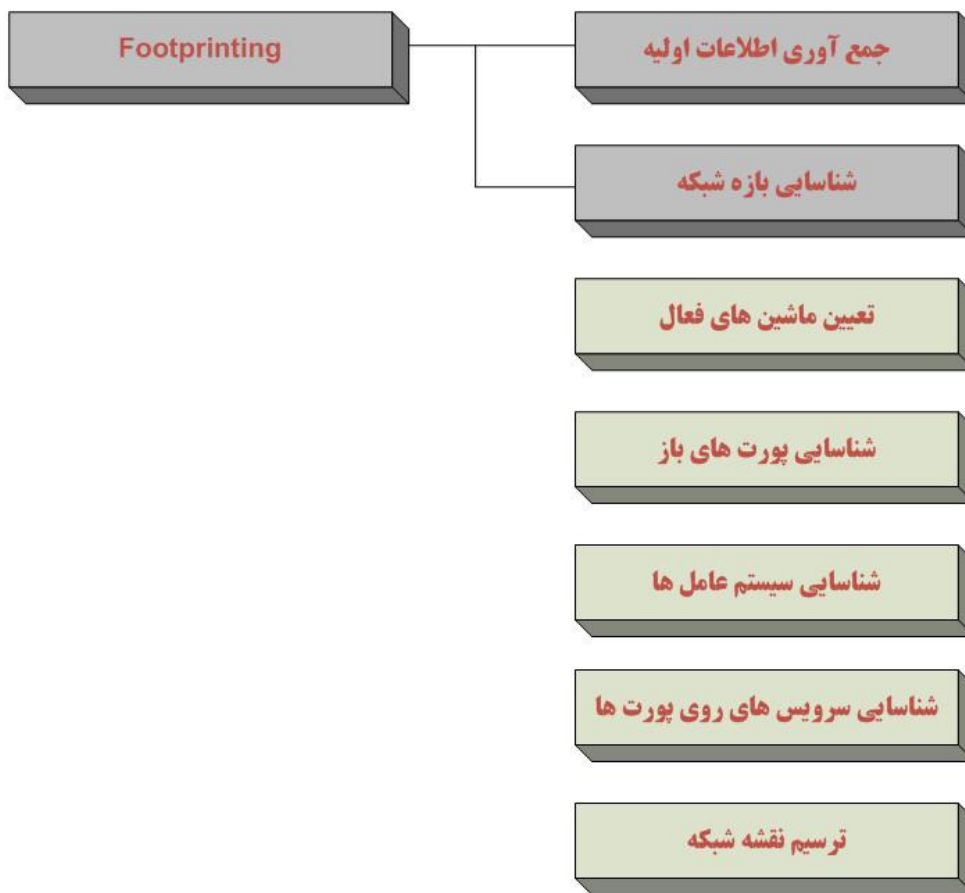 Footprinting
جمع آوری اطلاعات اولیه
شناسایی بازه شبکه
تعیین ماشین های فعال
شناسایی پورت های باز
شناسایی سیستم عامل ها
شناسایی سرویس های روی پورت ها
ترسیم نقشه شبکه